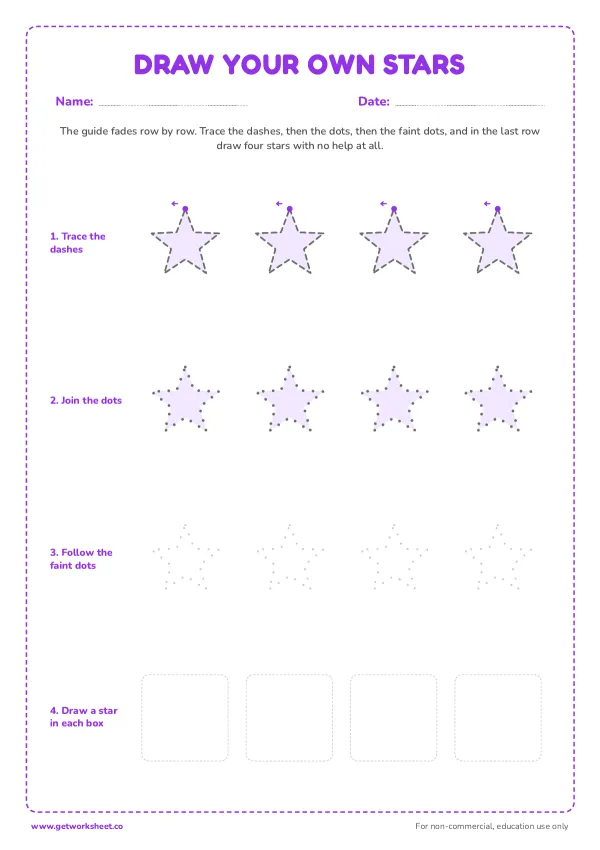 DRAW YOUR OWN STARS
Name: Date:
The guide fades row by row. Trace the dashes, then the dots, then the faint dots, and in the last row
draw four stars with no help at all.
1. Trace the
dashes
2. Join the dots
3. Follow the
faint dots
4. Draw a star
in each box
www.getworksheet.co For non-commercial, education use only